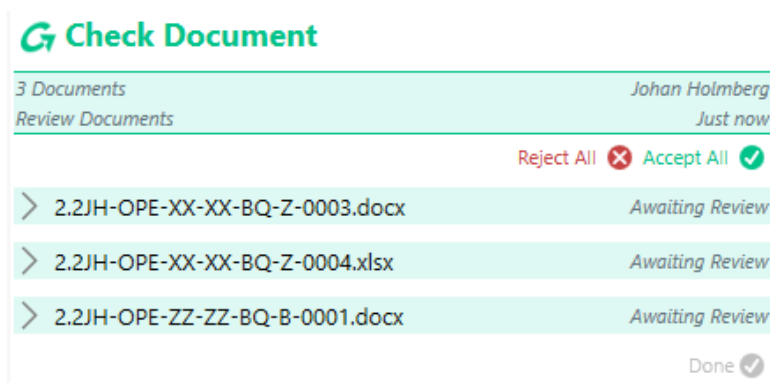 Check Document
3 Documents Johan Holmberg
Review Documents Just now
Reject All Accept All
2.2JH-OPE-XX-XX-BQ-Z-0003.docx Awaiting Review
2.2JH-OPE-XX-XX-BQ-Z-0004.xlsx Awaiting Review
2.2JH-OPE-ZZ-ZZ-BQ-B-0001.docx Awaiting Review
Done